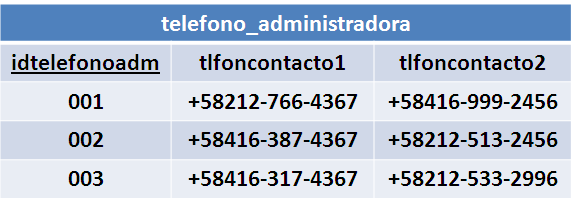 telefono_administradora
idtelefonoadm tlfoncontacto1 tlfoncontacto2
001 +58212-766-4367 +58416-999-2456
002 +58416-387-4367 +58212-513-2456
003 +58416-317-4367 +58212-533-2996